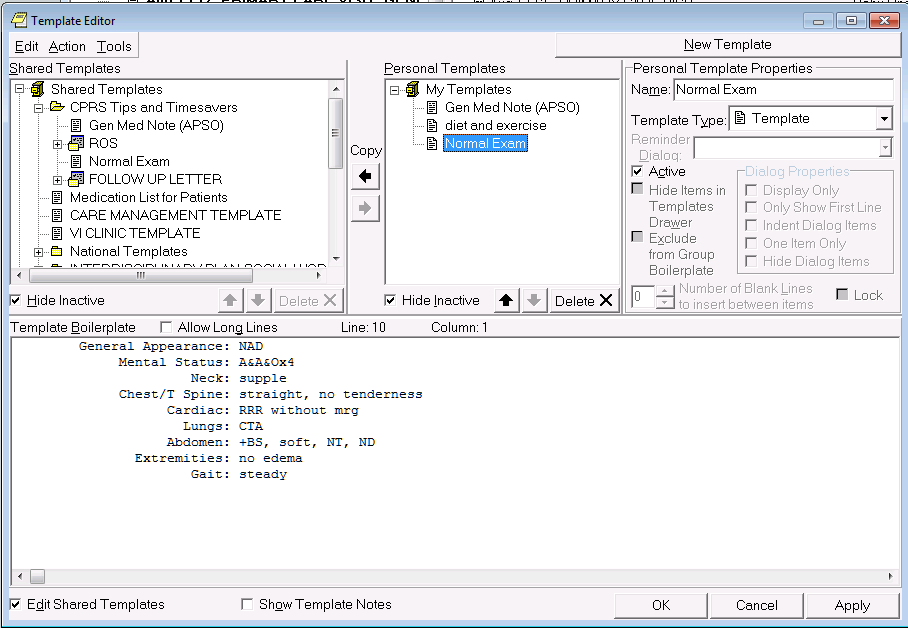 Template Editor
Edit Action Tools
New Template
Shared Templates
Shared Templates
CPRS Tips and Timesavers
Gen Med Note (APSO)
ROS
Normal Exam
FOLLOW UP LETTER
Medication List for Patients
CARE MANAGEMENT TEMPLATE
VI CLINIC TEMPLATE
National Templates
Hide Inactive
Delete
Copy
Personal Templates
My Templates
Gen Med Note (APSO)
diet and exercise
Normal Exam
Hide Inactive
Delete
Personal Template Properties
Name: Normal Exam
Template Type: Template
Reminder
Dialog:
Active
Hide Items in
Templates
Drawer
Exclude
from Group
Boilerplate
Dialog Properties
Display Only
Only Show First Line
Indent Dialog Items
One Item Only
Hide Dialog Items
0 Number of Blank Lines
to insert between items
Lock
Template Boilerplate Allow Long Lines Line: 10 Column: 1
General Appearance: NAD
Mental Status: A&A&Ox4
Neck: supple
Chest/T Spine: straight, no tenderness
Cardiac: RRR without mrg
Lungs: CTA
Abdomen: +BS, soft, NT, ND
Extremities: no edema
Gait: steady
Edit Shared Templates Show Template Notes OK Cancel Apply